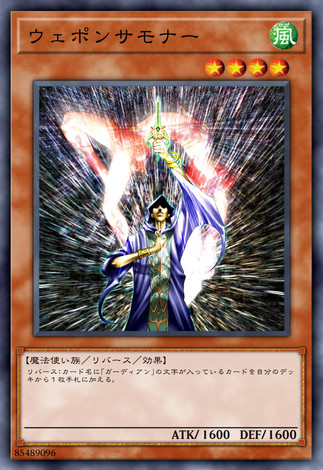 ウェポンサモナー
風
【魔法使い族／リバース／効果】
リバース：カード名に「ガーディアン」の文字が入っているカードを自分のデッ
キから１枚手札に加える。
ATK/ 1600 DEF/1600
85489096